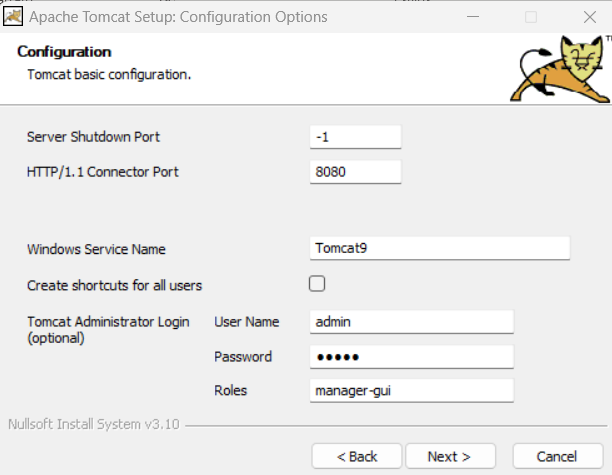 Apache Tomcat Setup: Configuration Options
Configuration
Tomcat basic configuration.
TM
Server Shutdown Port -1
HTTP/1.1 Connector Port 8080
Windows Service Name Tomcat9
Create shortcuts for all users
Tomcat Administrator Login User Name admin
(optional)
Password •••••
Roles manager-gui
Nullsoft Install System v3.10
< Back Next > Cancel